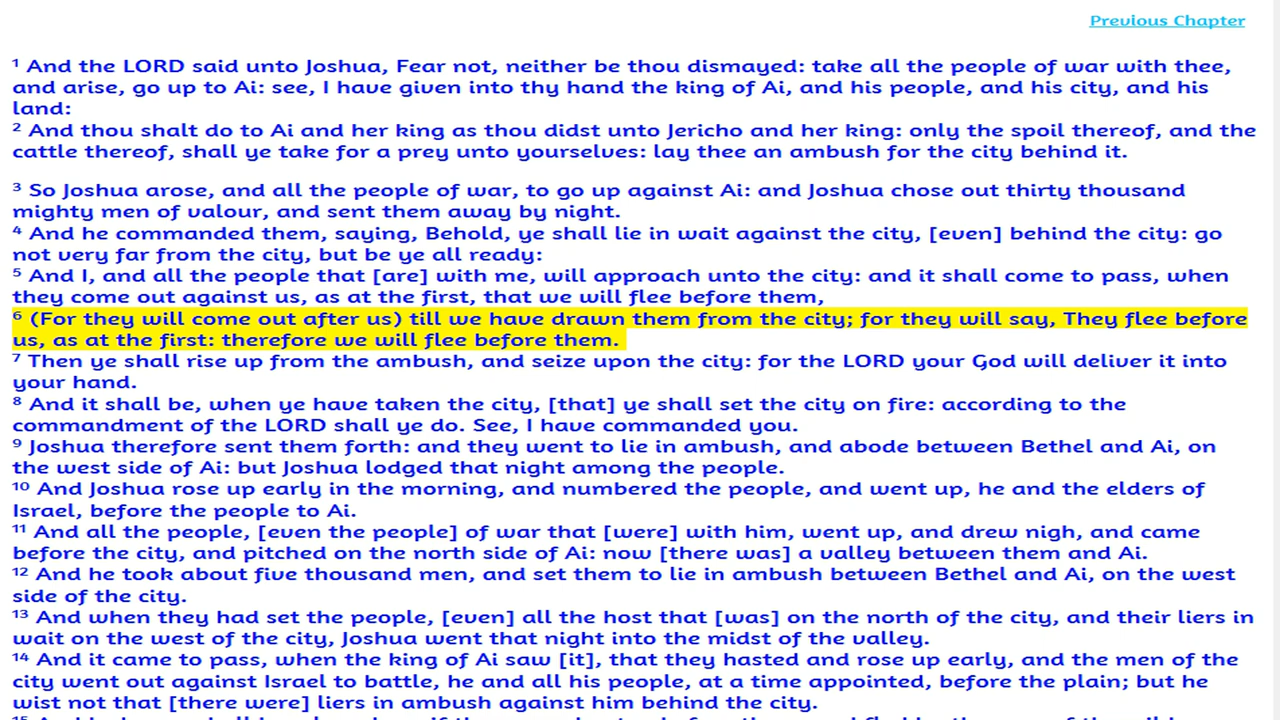 Previous Chapter
¹ And the LORD said unto Joshua, Fear not, neither be thou dismayed: take all the people of war with thee,
and arise, go up to Ai: see, I have given into thy hand the king of Ai, and his people, and his city, and his
land:
² And thou shalt do to Ai and her king as thou didst unto Jericho and her king: only the spoil thereof, and the
cattle thereof, shall ye take for a prey unto yourselves: lay thee an ambush for the city behind it.
³ So Joshua arose, and all the people of war, to go up against Ai: and Joshua chose out thirty thousand
mighty men of valour, and sent them away by night.
⁴ And he commanded them, saying, Behold, ye shall lie in wait against the city, [even] behind the city: go
not very far from the city, but be ye all ready:
⁵ And I, and all the people that [are] with me, will approach unto the city: and it shall come to pass, when
they come out against us, as at the first, that we will flee before them,
⁶ (For they will come out after us) till we have drawn them from the city; for they will say, They flee before
us, as at the first: therefore we will flee before them.
⁷ Then ye shall rise up from the ambush, and seize upon the city: for the LORD your God will deliver it into
your hand.
⁸ And it shall be, when ye have taken the city, [that] ye shall set the city on fire: according to the
commandment of the LORD shall ye do. See, I have commanded you.
⁹ Joshua therefore sent them forth: and they went to lie in ambush, and abode between Bethel and Ai, on
the west side of Ai: but Joshua lodged that night among the people.
¹⁰ And Joshua rose up early in the morning, and numbered the people, and went up, he and the elders of
Israel, before the people to Ai.
¹¹ And all the people, [even the people] of war that [were] with him, went up, and drew nigh, and came
before the city, and pitched on the north side of Ai: now [there was] a valley between them and Ai.
¹² And he took about five thousand men, and set them to lie in ambush between Bethel and Ai, on the west
side of the city.
¹³ And when they had set the people, [even] all the host that [was] on the north of the city, and their liers in
wait on the west of the city, Joshua went that night into the midst of the valley.
¹⁴ And it came to pass, when the king of Ai saw [it], that they hasted and rose up early, and the men of the
city went out against Israel to battle, he and all his people, at a time appointed, before the plain; but he
wist not that [there were] liers in ambush against him behind the city.